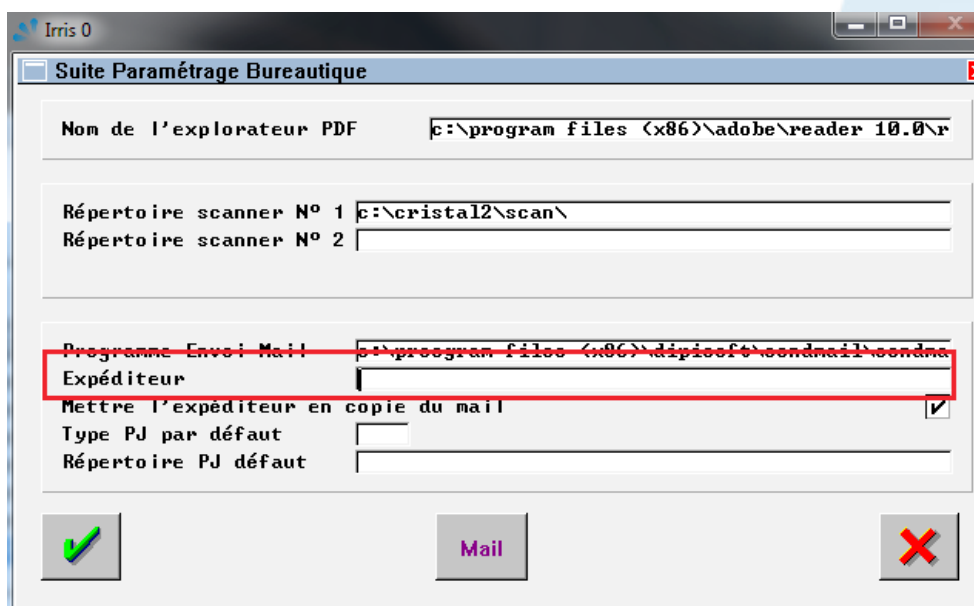 Irris 0
Suite Paramétrage Bureautique
Nom de l'explorateur PDF c:\program files (x86)\adobe\reader 10.0\r
Répertoire scanner Nº 1 c:\cristal2\scan\
Répertoire scanner Nº 2
Programme Envoi Mail c:\program files (x86)\dipisoft\sendmail\sendma
Expéditeur
Mettre l'expéditeur en copie du mail
Type PJ par défaut
Répertoire PJ défaut
Mail